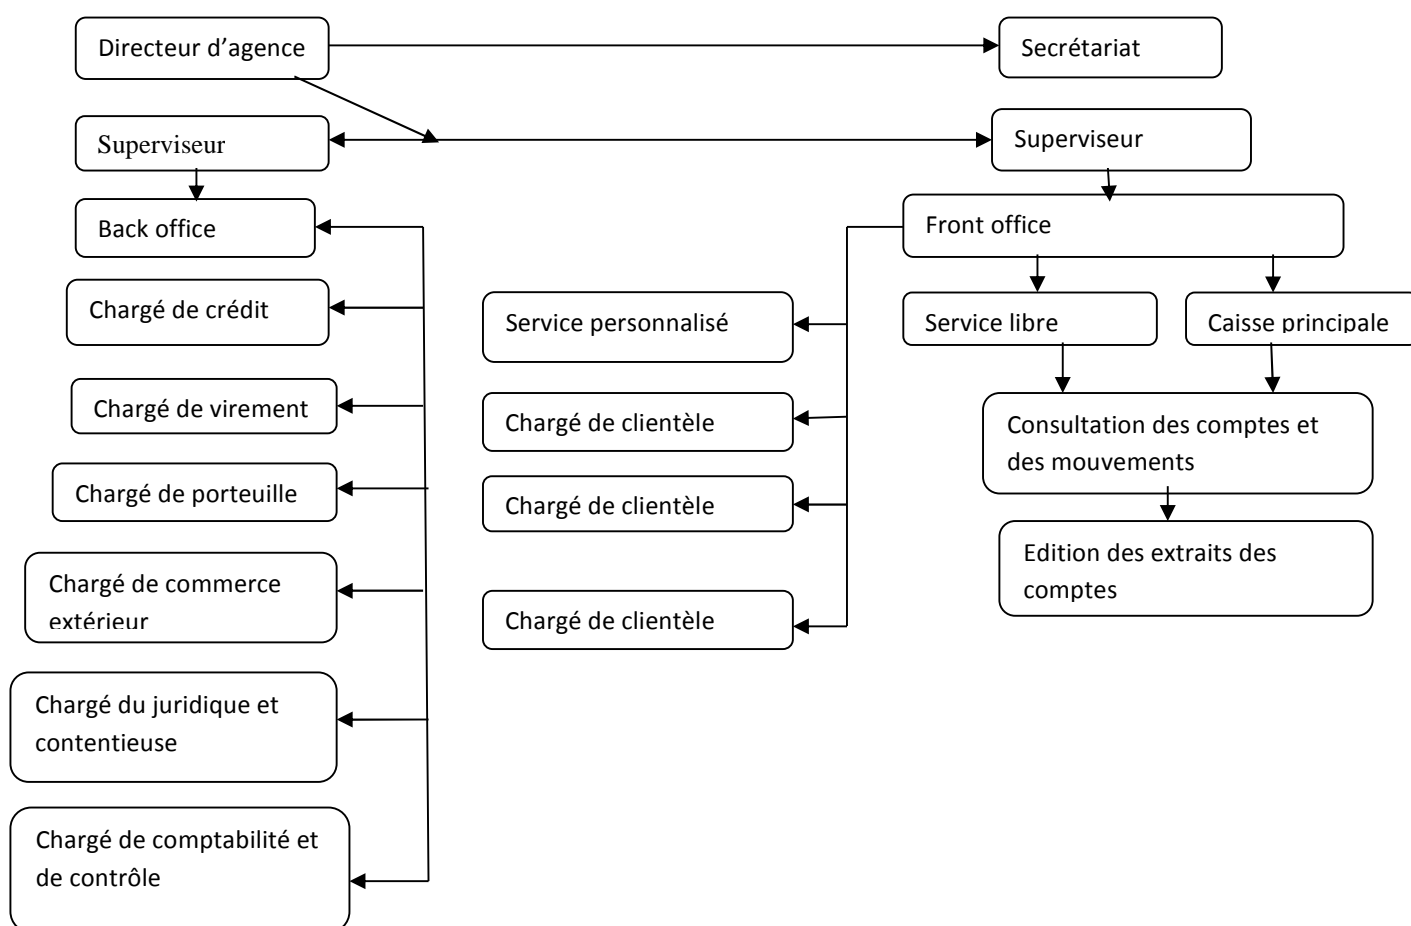 Directeur d’agence
Secrétariat
Superviseur
Superviseur
Back office
Front office
Chargé de crédit
Service personnalisé
Service libre
Caisse principale
Chargé de virement
Chargé de clientèle
Consultation des comptes et
des mouvements
Chargé de porteuille
Chargé de clientèle
Edition des extraits des
comptes
Chargé de commerce
extérieur
Chargé de clientèle
Chargé du juridique et
contentieuse
Chargé de comptabilité et
de contrôle